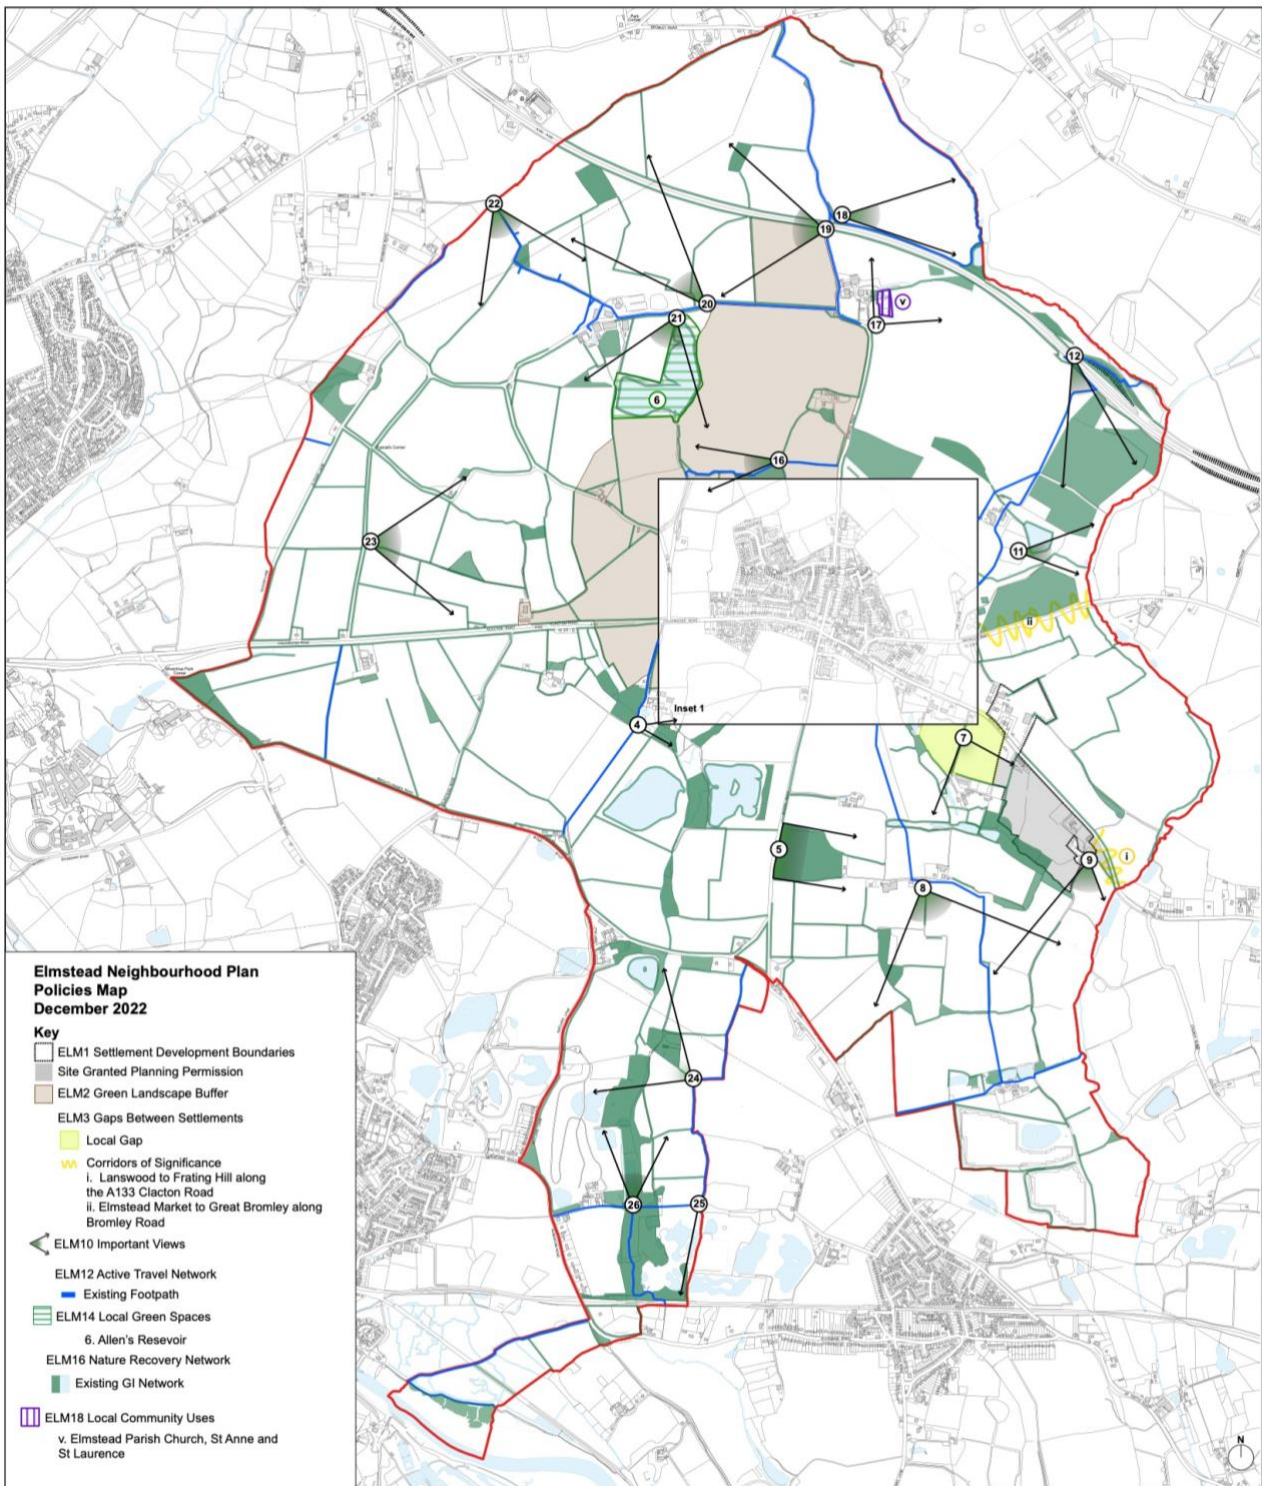 22
18
19
20
v
21
17
12
6
16
23
11
ii
Inset 1
4
7
5
9
i
8
24
26
25
Elmstead Neighbourhood Plan
Policies Map
December 2022
Key
ELM1 Settlement Development Boundaries
Site Granted Planning Permission
ELM2 Green Landscape Buffer
ELM3 Gaps Between Settlements
Local Gap
Corridors of Significance
i. Lanswood to Frating Hill along
the A133 Clacton Road
ii. Elmstead Market to Great Bromley along
Bromley Road
ELM10 Important Views
ELM12 Active Travel Network
Existing Footpath
ELM14 Local Green Spaces
6. Allen's Resevoir
ELM16 Nature Recovery Network
Existing GI Network
ELM18 Local Community Uses
v. Elmstead Parish Church, St Anne and
St Laurence
N